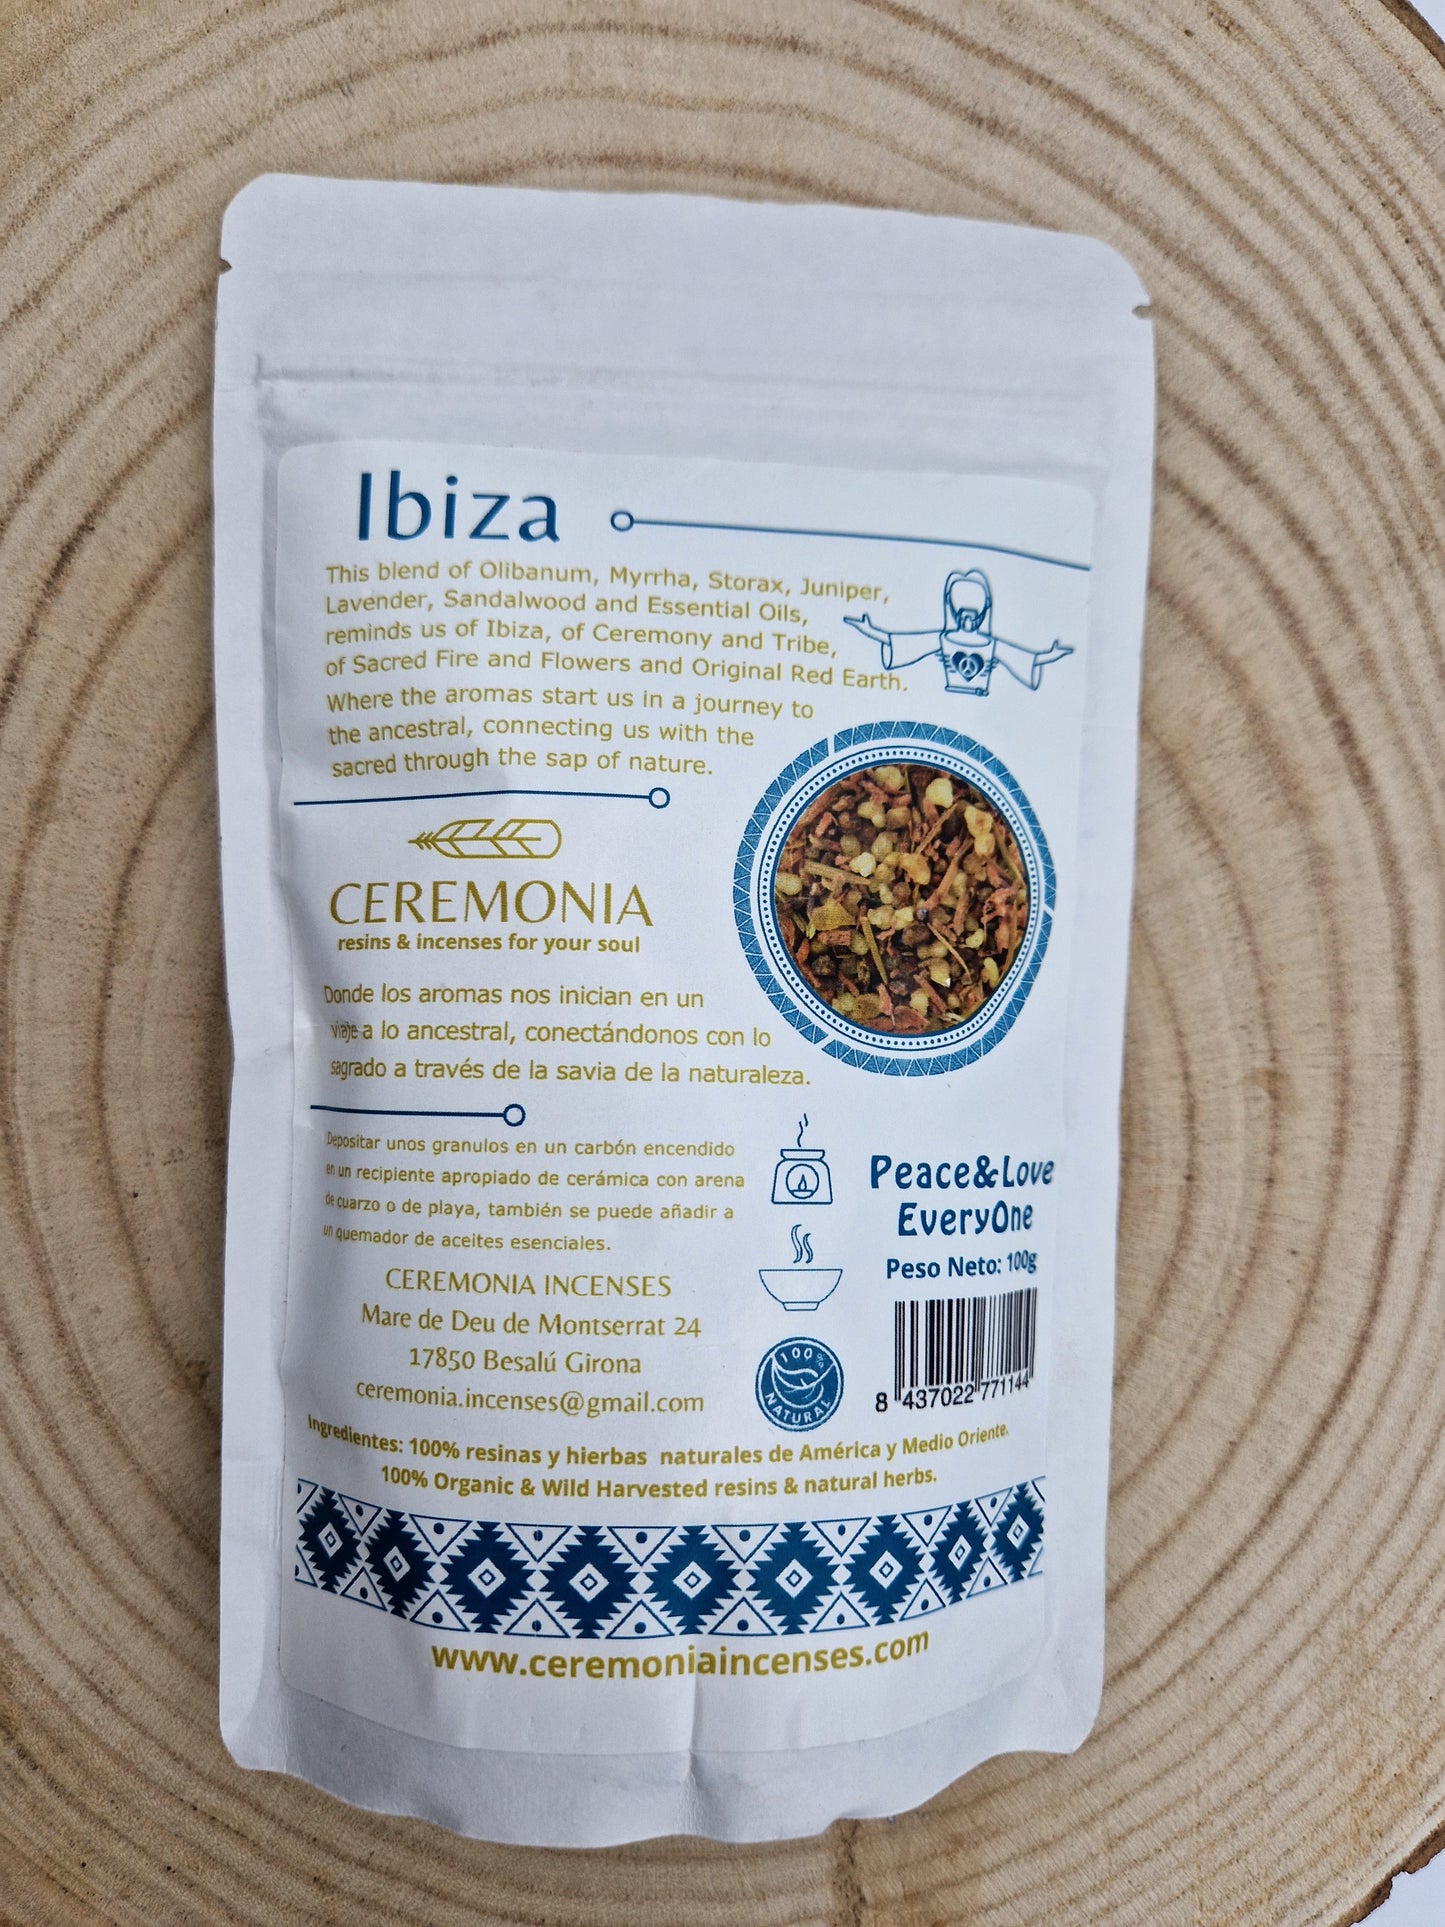 Ibiza
This blend of Olibanum, Myrrha, Storax, Juniper,
Lavender, Sandalwood and Essential Oils,
reminds us of Ibiza, of Ceremony and Tribe,
of Sacred Fire and Flowers and Original Red Earth.
Where the aromas start us in a journey to
the ancestral, connecting us with the
sacred through the sap of nature.
CEREMONIA
resins & incenses for your soul
Donde los aromas nos inician en un
viaje a lo ancestral, conectándonos con lo
sagrado a través de la savia de la naturaleza.
Depositar unos granulos en un carbón encendido
en un recipiente apropiado de cerámica con arena
de cuarzo o de playa, también se puede añadir a
un quemador de aceites esenciales.
Peace&Love
EveryOne
Peso Neto: 100g
8 437022 771144
100%
NATURAL
CEREMONIA INCENSES
Mare de Deu de Montserrat 24
17850 Besalú Girona
ceremonia.incenses@gmail.com
Ingredientes: 100% resinas y hierbas naturales de América y Medio Oriente.
100% Organic & Wild Harvested resins & natural herbs.
www.ceremoniaincenses.com